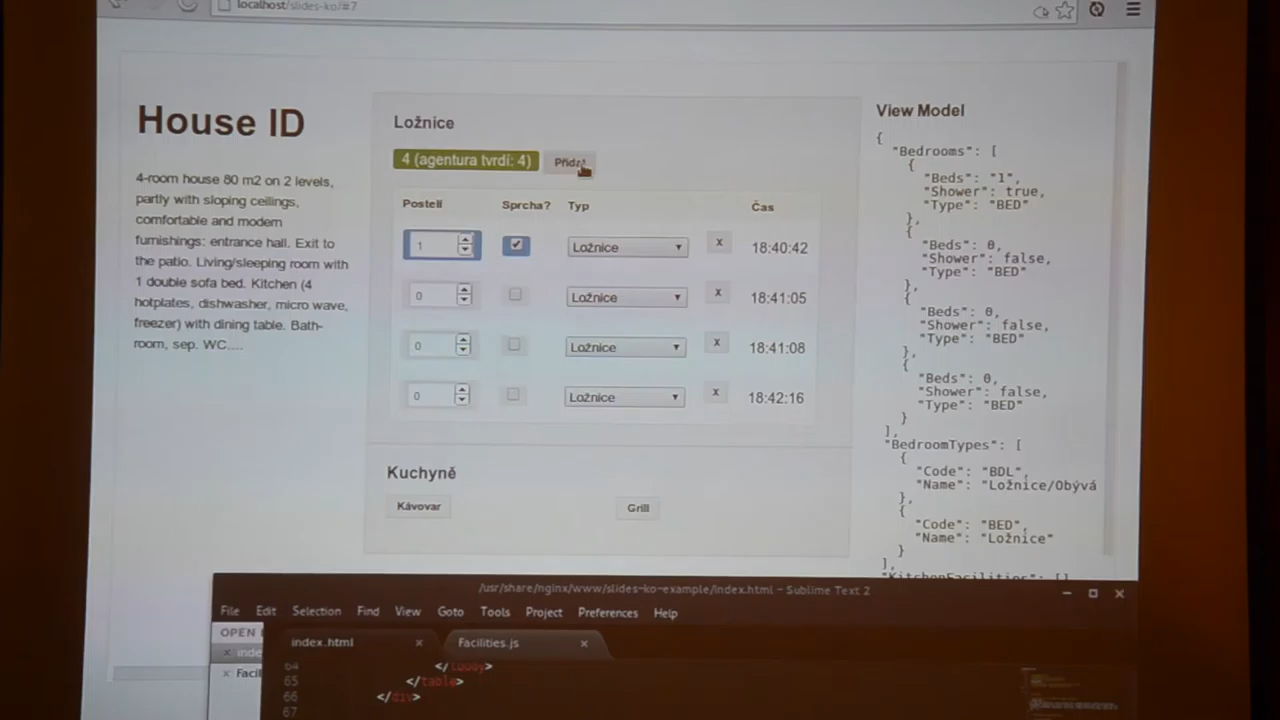 localhost/slides-ko/#7
House ID
4-room house 80 m2 on 2 levels,
partly with sloping ceilings,
comfortable and modern
furnishings: entrance hall. Exit to
the patio. Living/sleeping room with
1 double sofa bed. Kitchen (4
hotplates, dishwasher, micro wave,
freezer) with dining table. Bath-
room, sep. WC....
Ložnice
4 (agentura tvrdí: 4)
Postelí Sprcha? Typ Čas
1 Ložnice x 18:40:42
0 Ložnice x 18:41:05
0 Ložnice x 18:41:08
0 Ložnice x 18:42:16
Kuchyně
Kávovar Grill
View Model
{
"Bedrooms": [
{
"Beds": "1",
"Shower": true,
"Type": "BED"
},
{
"Beds": 0,
"Shower": false,
"Type": "BED"
},
{
"Beds": 0,
"Shower": false,
"Type": "BED"
},
{
"Beds": 0,
"Shower": false,
"Type": "BED"
}
],
"BedroomTypes": [
{
"Code": "BDL",
"Name": "Ložnice/Obývá
},
{
"Code": "BED",
"Name": "Ložnice"
}
],
"KitchenFacilities": []
/usr/share/nginx/www/slides-ko-example/index.html - Sublime Text 2
File Edit Selection Find View Goto Tools Project Preferences Help
OPEN
index.html x Facilities.js x
x inde
x Facil
64 </tbody>
65 </table>
66 </div>
67